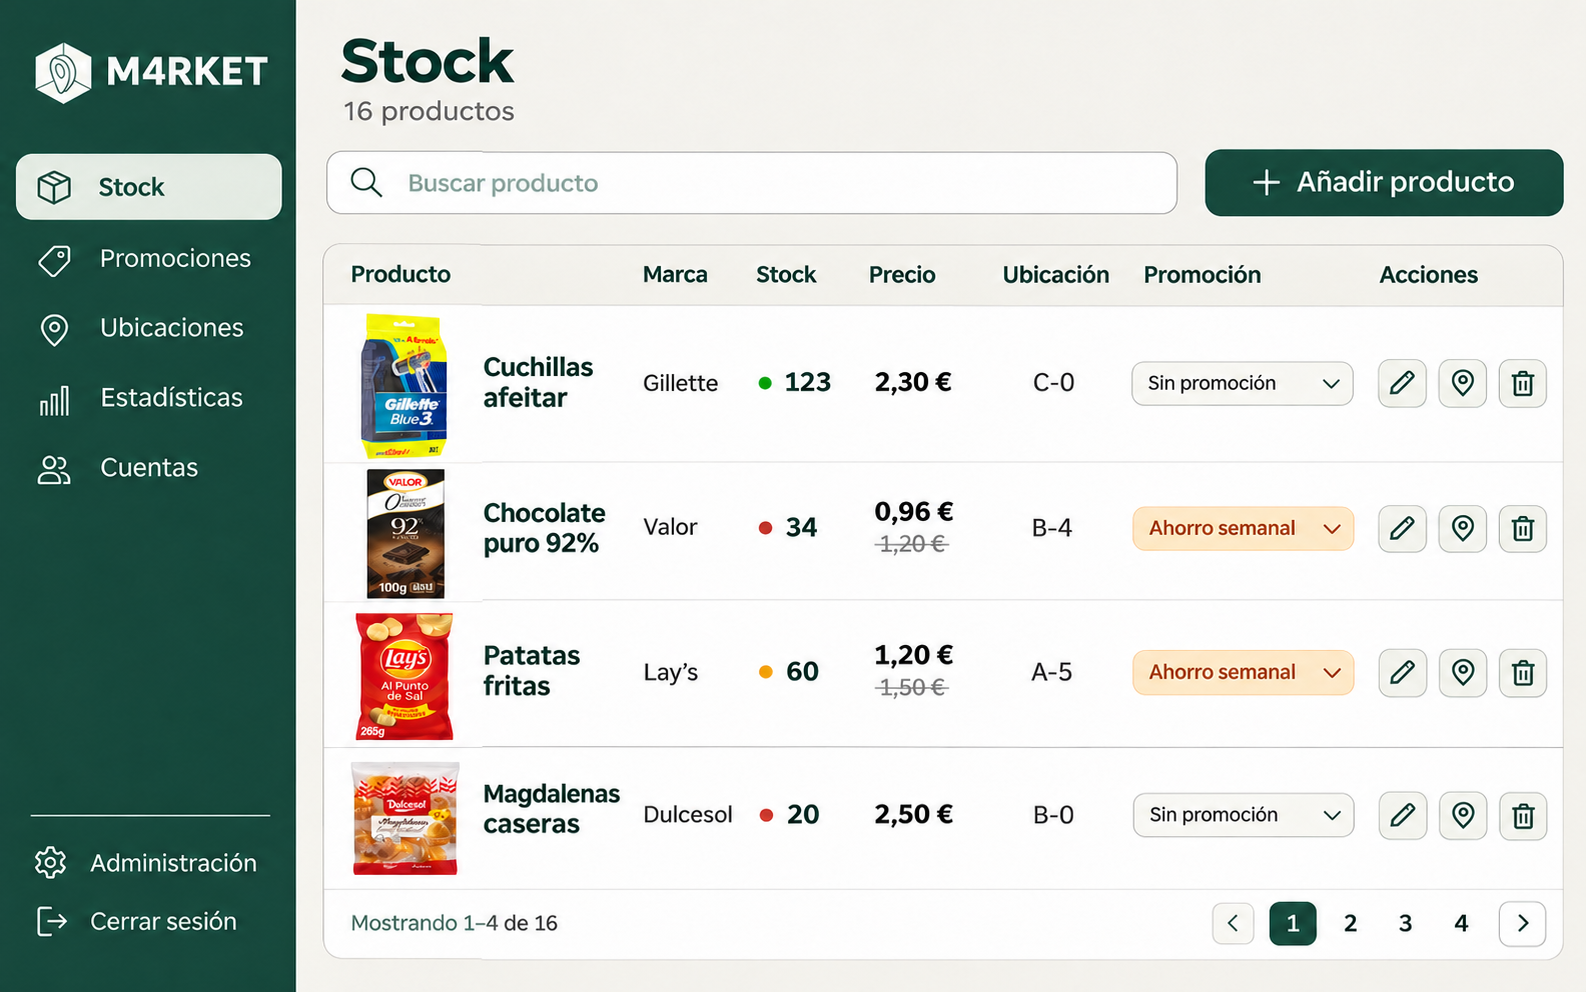 M4RKET
Stock
Promociones
Ubicaciones
Estadísticas
Cuentas
Administración
Cerrar sesión
Stock
16 productos
Buscar producto
+ Añadir producto
Producto Marca Stock Precio Ubicación Promoción Acciones
Gillette
Blue 3.
Cuchillas
afeitar
Gillette
123
2,30 €
C-0
Sin promoción
VALOR
92%
100g
Chocolate
puro 92%
Valor
34
0,96 €
1,20 €
B-4
Ahorro semanal
Lay's
Al Punto
de Sal
265g
Patatas
fritas
Lay’s
60
1,20 €
1,50 €
A-5
Ahorro semanal
Dulcesol
Magdalenas
caseras
Dulcesol
20
2,50 €
B-0
Sin promoción
Mostrando 1–4 de 16
1 2 3 4